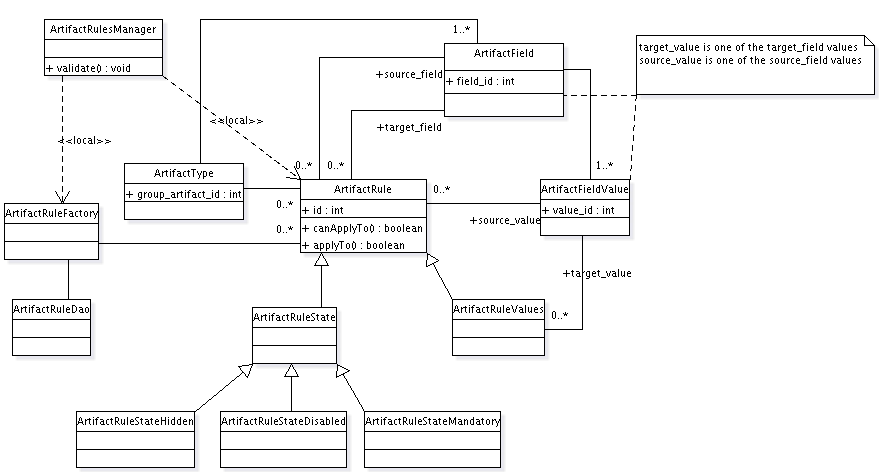 ArtifactRulesManager
+ validate() : void
1..*
ArtifactField
+ field_id : int
target_value is one of the target_field values
source_value is one of the source_field values
+source_field
+target_field
<<local>>
<<local>>
0..*
0..*
1..*
ArtifactType
+ group_artifact_id : int
ArtifactRule
+ id : int
+ canApplyTo() : boolean
+ applyTo() : boolean
0..*
0..*
0..*
ArtifactFieldValue
+ value_id : int
+source_value
ArtifactRuleFactory
+target_value
ArtifactRuleDao
ArtifactRuleState
ArtifactRuleValues
0..*
ArtifactRuleStateHidden
ArtifactRuleStateDisabled
ArtifactRuleStateMandatory